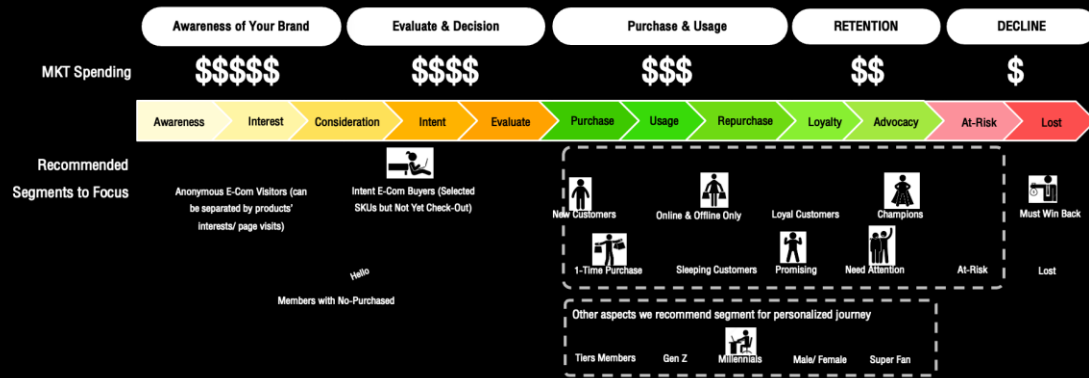 Awareness of Your Brand
Evaluate & Decision
Purchase & Usage
RETENTION
DECLINE
MKT Spending
$$$$$
$$$$
$$$
$$
$
Awareness
Interest
Consideration
Intent
Evaluate
Purchase
Usage
Repurchase
Loyalty
Advocacy
At-Risk
Lost
Recommended
Segments to Focus
Anonymous E-Com Visitors (can
be separated by products'
interests/ page visits)
Intent E-Com Buyers (Selected
SKUs but Not Yet Check-Out)
New Customers
Online & Offline Only
Loyal Customers
Champions
Must Win Back
Hello
Members with No-Purchased
1-Time Purchase
Sleeping Customers
Promising
Need Attention
At-Risk
Lost
Other aspects we recommend segment for personalized journey
Tiers Members
Gen Z
Millennials
Male/ Female
Super Fan